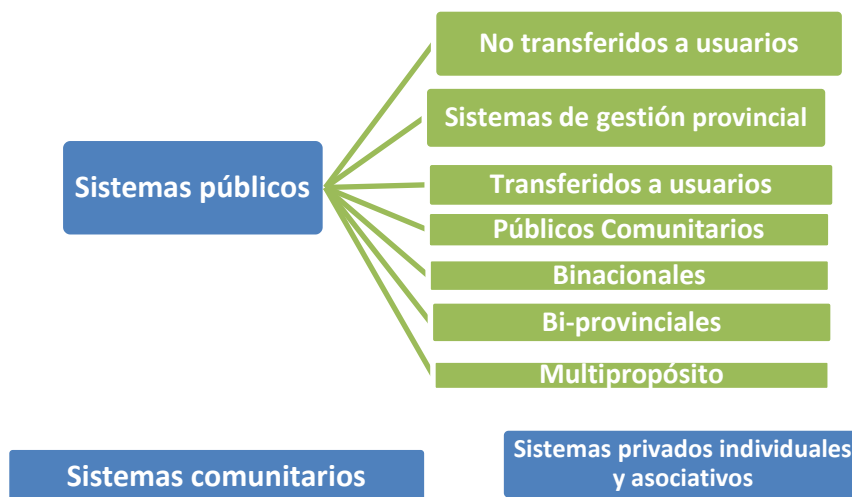 No transferidos a usuarios
Sistemas de gestión provincial
Sistemas públicos
Transferidos a usuarios
Públicos Comunitarios
Binacionales
Bi-provinciales
Multipropósito
Sistemas comunitarios
Sistemas privados individuales
y asociativos